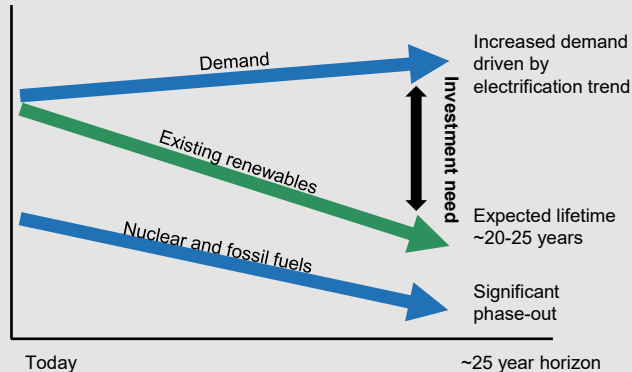 Demand
Increased demand
driven by
electrification trend
Investment need
Existing renewables
Expected lifetime
~20-25 years
Nuclear and fossil fuels
Significant
phase-out
Today
~25 year horizon